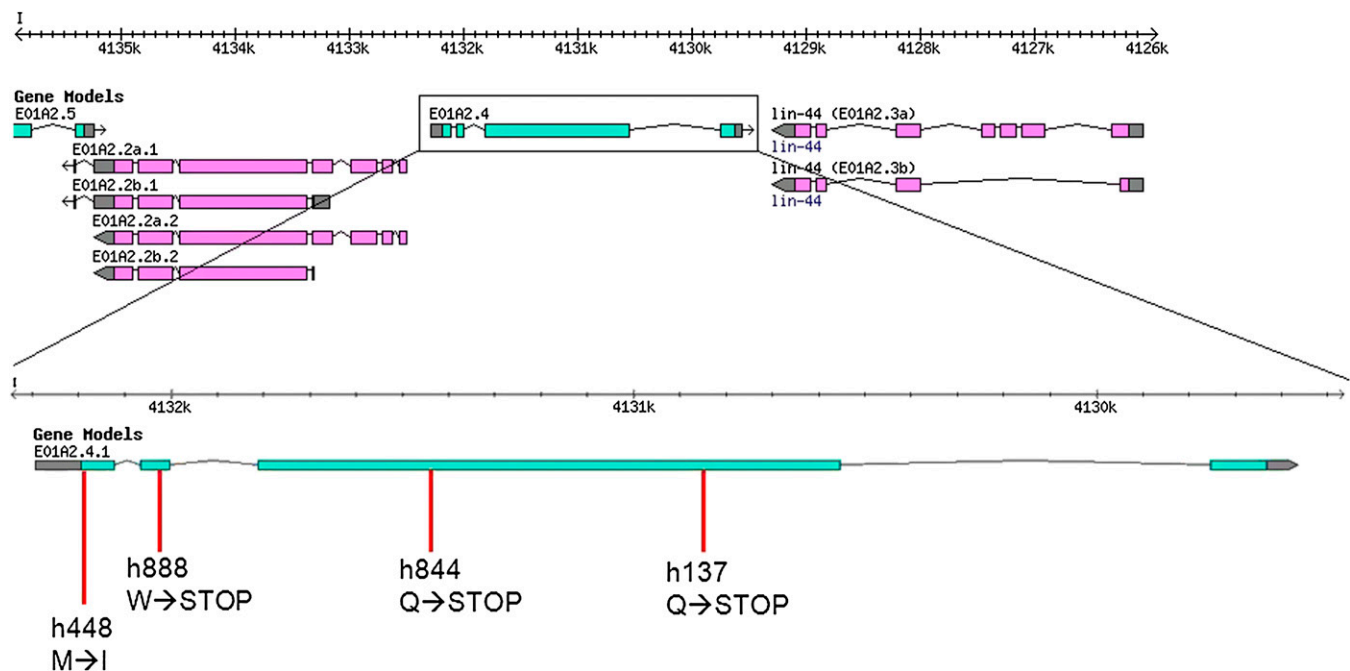 I
4135k 4134k 4133k 4132k 4131k 4130k 4129k 4128k 4127k 4126k
Gene Models
E01A2.5
E01A2.4
lin-44 (E01A2.3a)
lin-44
E01A2.2a.1
lin-44 (E01A2.3b)
lin-44
E01A2.2b.1
E01A2.2a.2
E01A2.2b.2
I
4132k 4131k 4130k
Gene Models
E01A2.4.1
h888
W→STOP
h844
Q→STOP
h137
Q→STOP
h448
M→I